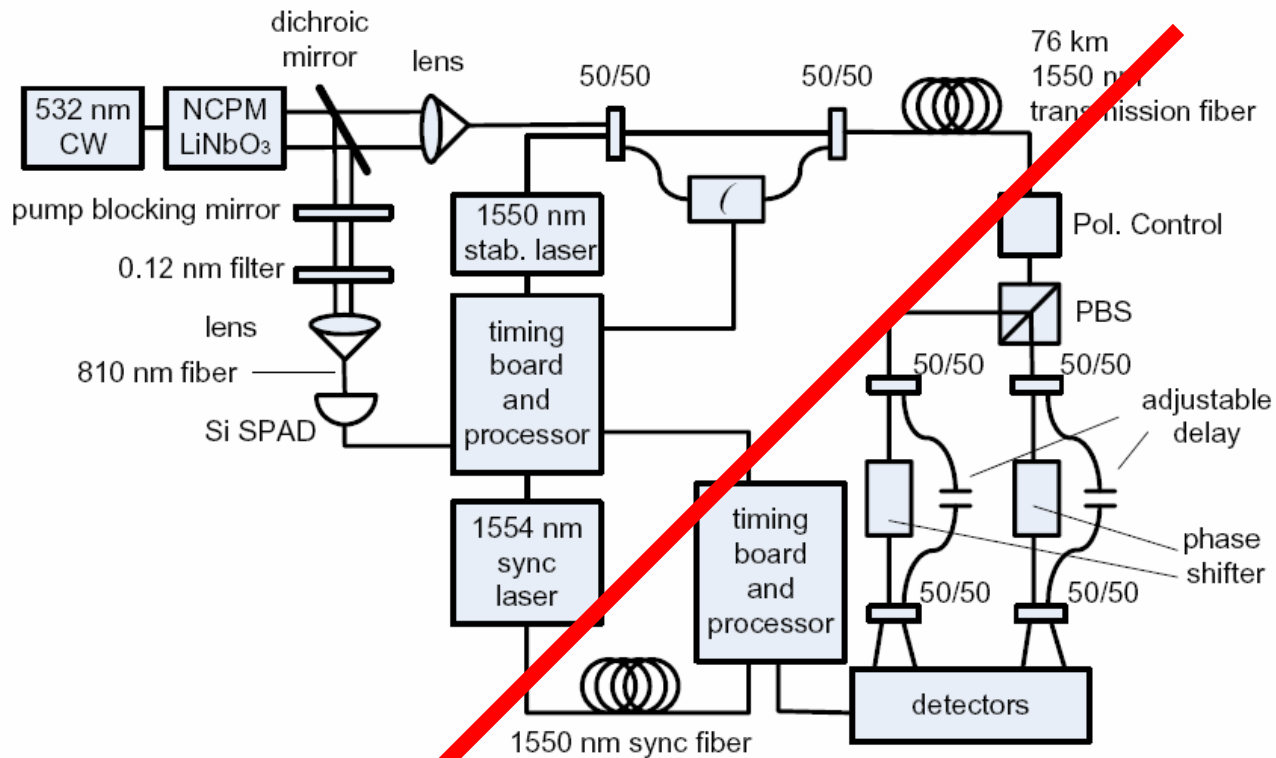 dichroic
mirror
lens
50/50
50/50
76 km
1550 nm
transmission fiber
532 nm
CW
NCPM
LiNbO₃
pump blocking mirror
0.12 nm filter
lens
810 nm fiber
Si SPAD
1550 nm
stab. laser
timing
board
and
processor
1554 nm
sync
laser
1550 nm sync fiber
timing
board
and
processor
Pol. Control
PBS
50/50
50/50
adjustable
delay
phase
shifter
50/50
50/50
detectors